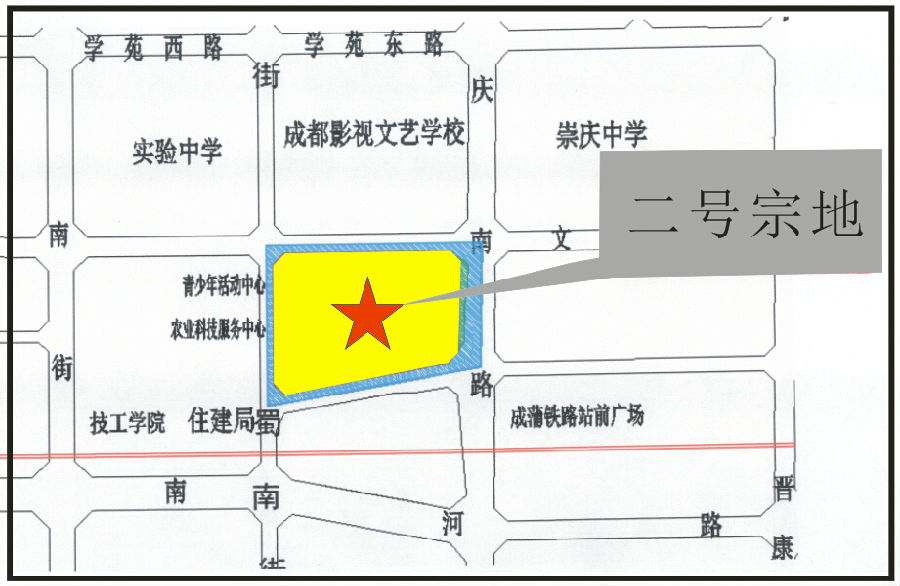 学苑西路
学苑东路
街
庆
实验中学
成都影视文艺学校
崇庆中学
二号宗地
南
南
文
青少年活动中心
农业科技服务中心
街
路
技工学院
住建局
蜀
成蒲铁路站前广场
南
南
河
路
晋
康
街